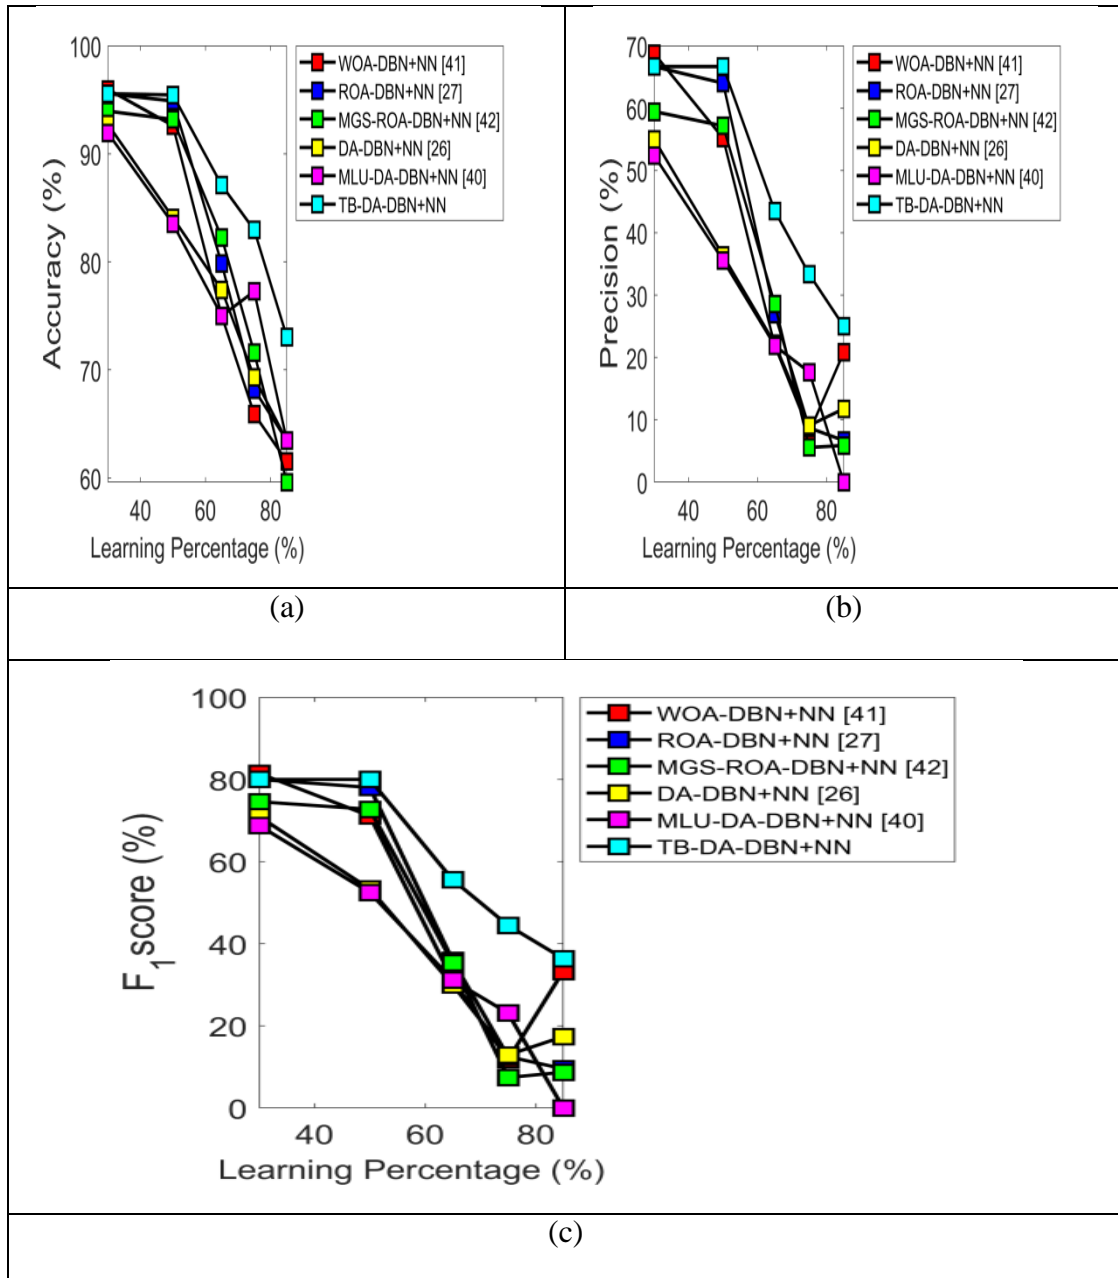 100
90
80
70
60
Accuracy (%)
40 60 80
Learning Percentage (%)
WOA-DBN+NN [41]
ROA-DBN+NN [27]
MGS-ROA-DBN+NN [42]
DA-DBN+NN [26]
MLU-DA-DBN+NN [40]
TB-DA-DBN+NN
(a)
70
60
50
40
30
20
10
0
Precision (%)
40 60 80
Learning Percentage (%)
WOA-DBN+NN [41]
ROA-DBN+NN [27]
MGS-ROA-DBN+NN [42]
DA-DBN+NN [26]
MLU-DA-DBN+NN [40]
TB-DA-DBN+NN
(b)
100
80
60
40
20
0
F1 score (%)
40 60 80
Learning Percentage (%)
WOA-DBN+NN [41]
ROA-DBN+NN [27]
MGS-ROA-DBN+NN [42]
DA-DBN+NN [26]
MLU-DA-DBN+NN [40]
TB-DA-DBN+NN
(c)